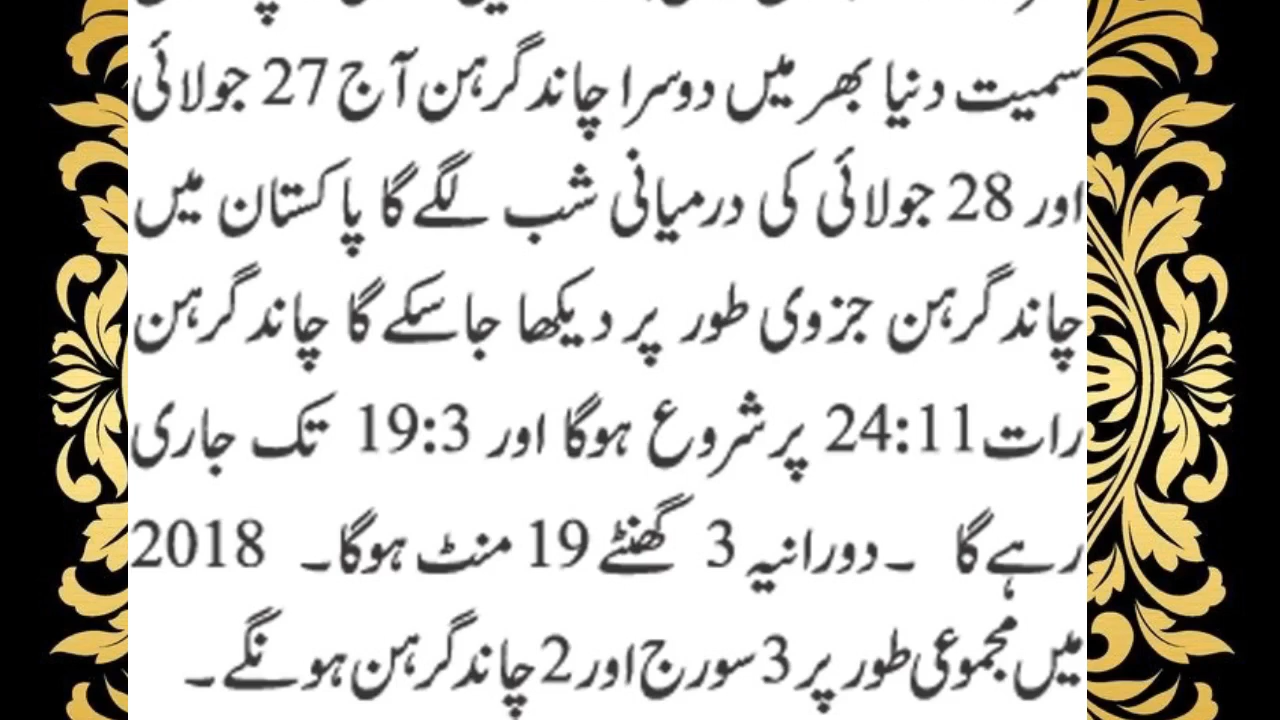 سمیت دنیا بھر میں دوسرا چاند گرہن آج 27 جولائی
اور 28 جولائی کی درمیانی شب لگے گا پاکستان میں
چاند گرہن جزوی طور پر دیکھا جاسکے گا چاند گرہن
رات 24:11 پر شروع ہوگا اور 19:3 تک جاری
رہے گا ۔ دورانیہ 3 گھنٹے 19 منٹ ہوگا۔ 2018
میں مجموعی طور پر 3 سورج اور 2 چاند گرہن ہونگے۔